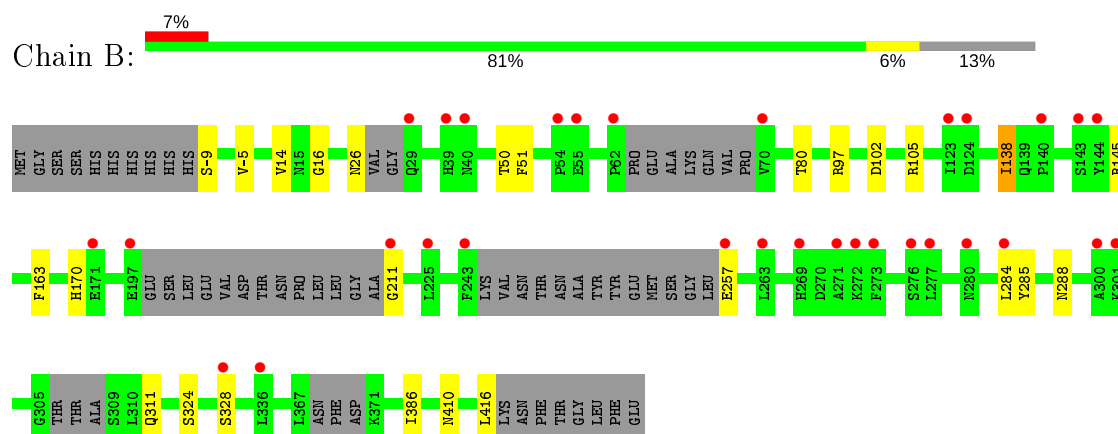 7%
Chain B:
81% 6% 13%
MET GLY SER SER HIS HIS HIS HIS HIS HIS S-9 V-5 V14 N15 G16 N26 VAL GLY Q29 H39 N40 T50 F51 P54 E55 P62 PRO GLU ALA LYS GLN VAL PRO V70 T80 R97 D102 R105 I123 D124 I138 Q139 P140 S143 Y144 R145
F163 H170 E171 E197 GLU SER LEU GLU VAL ASP THR ASN PRO LEU LEU GLY ALA G211 L225 F243 LYS VAL ASN THR ASN ALA TYR TYR GLU MET SER GLY LEU E257 L263 H269 D270 A271 K272 F273 S276 L277 N280 L284 Y285 N288 A300 K301
G305 THR THR ALA S309 L310 Q311 S324 S328 L336 L367 ASN PHE ASP K371 I386 N410 L416 LYS ASN PHE THR GLY LEU PHE GLU